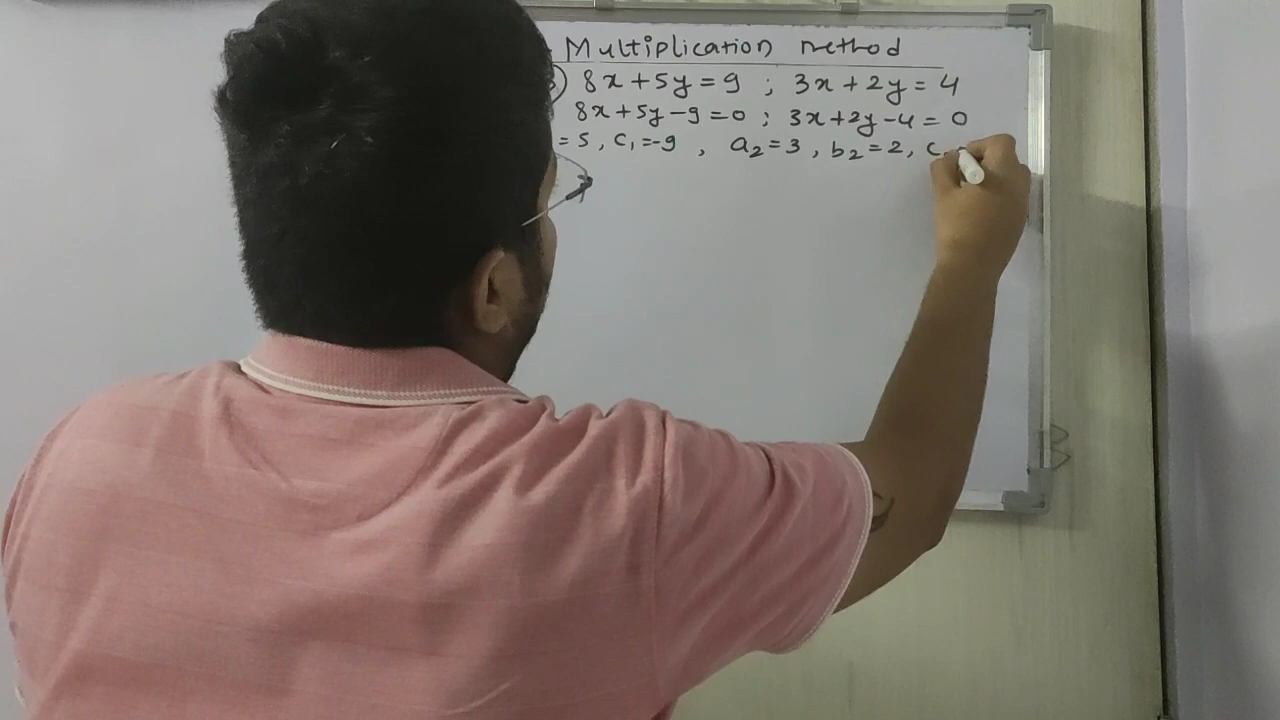 Multiplication method
) 8x + 5y = 9 ; 3x + 2y = 4
8x + 5y - 9 = 0 ; 3x + 2y - 4 = 0
= 5 , c₁ = -9 , a₂ = 3 , b₂ = 2 , c